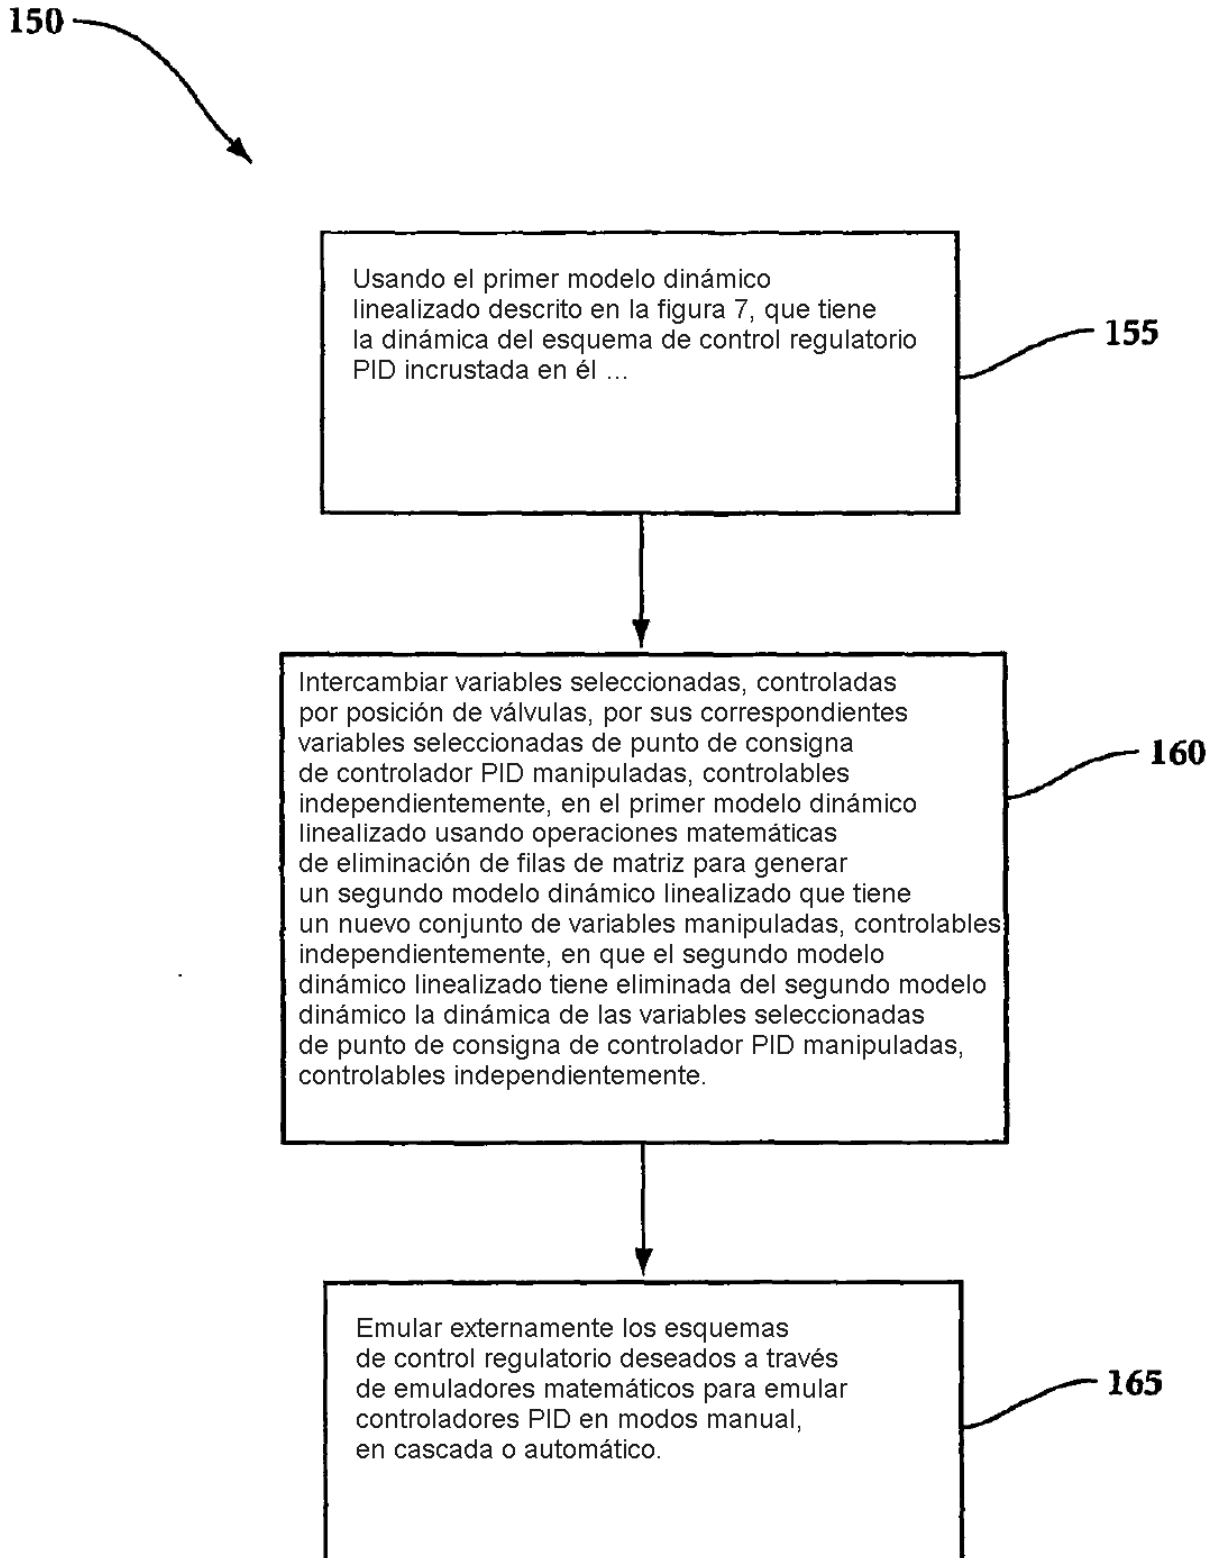 150
Usando el primer modelo dinámico
linealizado descrito en la figura 7, que tiene
la dinámica del esquema de control regulatorio
PID incrustada en él ...
155
Intercambiar variables seleccionadas, controladas
por posición de válvulas, por sus correspondientes
variables seleccionadas de punto de consigna
de controlador PID manipuladas, controlables
independientemente, en el primer modelo dinámico
linealizado usando operaciones matemáticas
de eliminación de filas de matriz para generar
un segundo modelo dinámico linealizado que tiene
un nuevo conjunto de variables manipuladas, controlables
independientemente, en que el segundo modelo
dinámico linealizado tiene eliminada del segundo modelo
dinámico la dinámica de las variables seleccionadas
de punto de consigna de controlador PID manipuladas,
controlables independientemente.
160
Emular externamente los esquemas
de control regulatorio deseados a través
de emuladores matemáticos para emular
controladores PID en modos manual,
en cascada o automático.
165